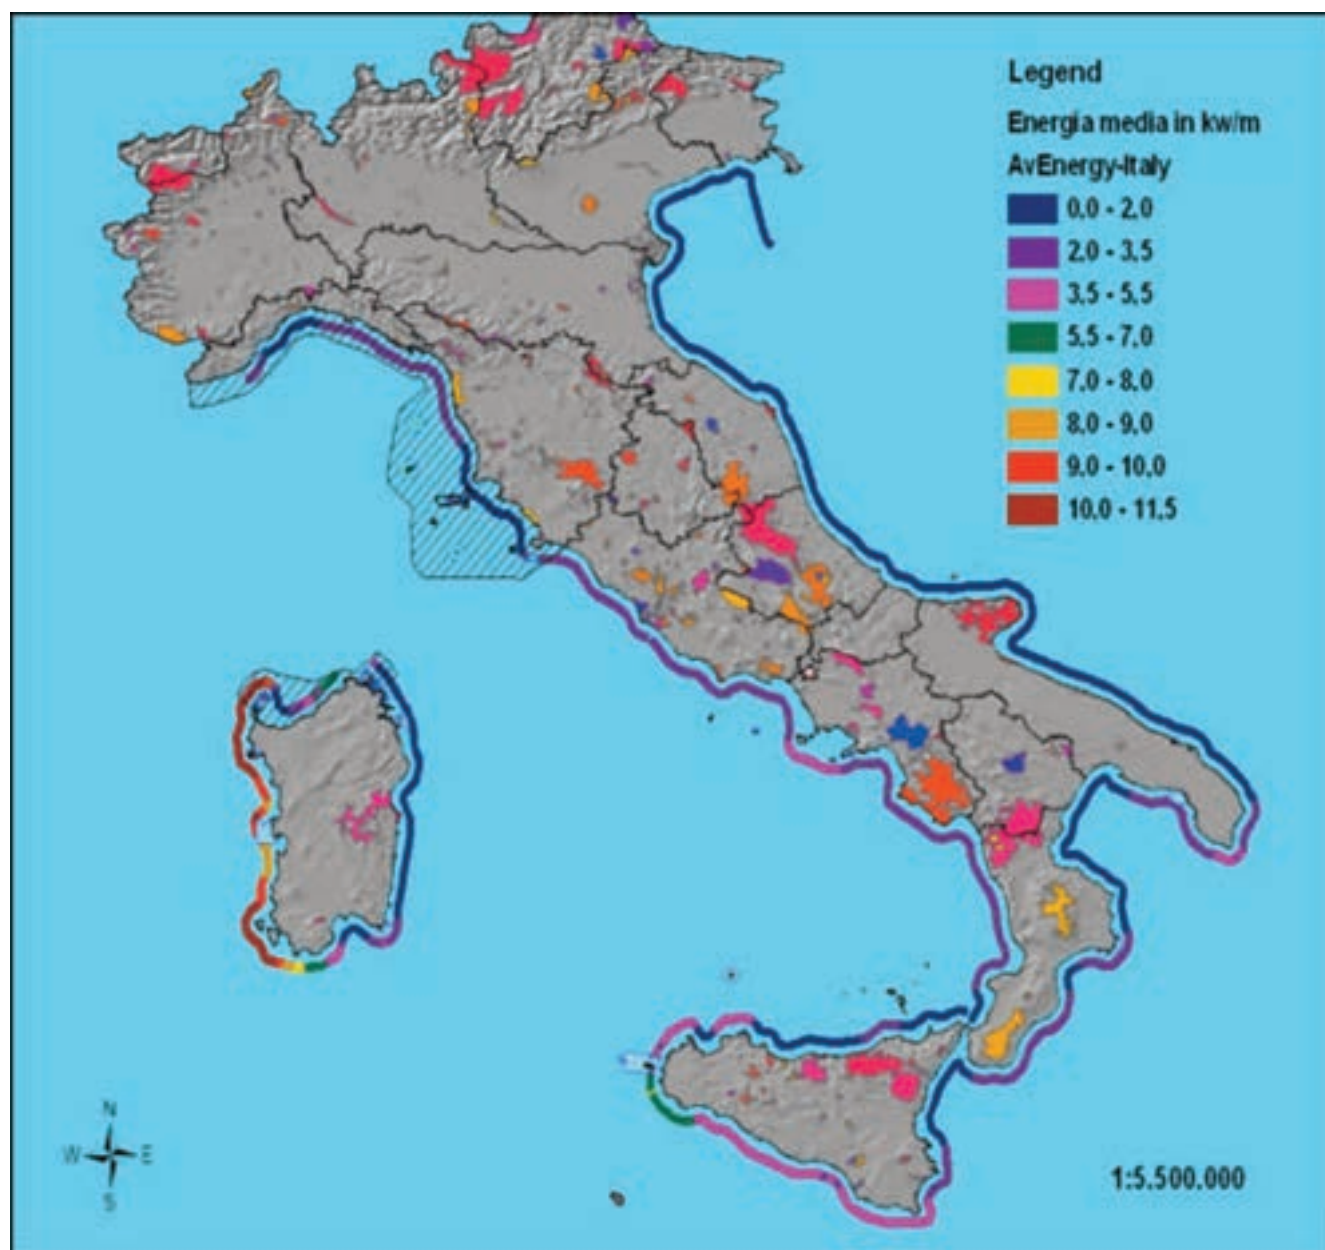 Legend
Energia media in kw/m
AvEnergy-Italy
0.0 - 2.0
2.0 - 3.5
3.5 - 5.5
5.5 - 7.0
7.0 - 8.0
8.0 - 9.0
9.0 - 10.0
10.0 - 11.5
N
W E
S
1:5.500.000